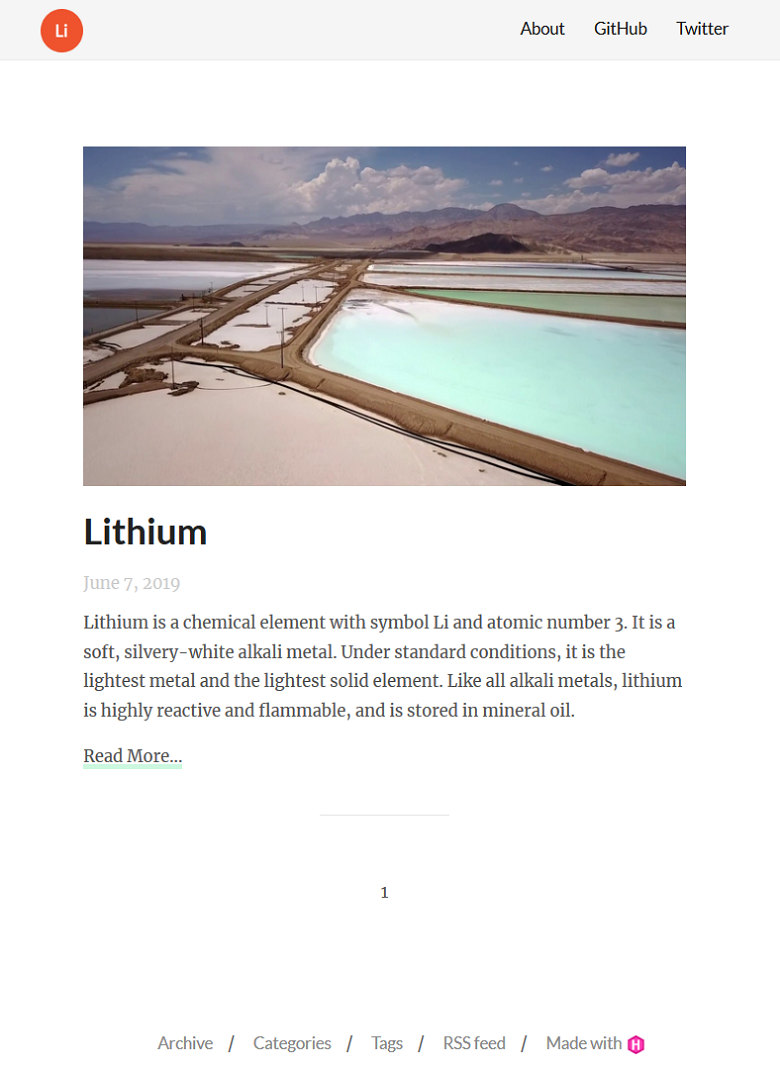 Li
About GitHub Twitter
Lithium
June 7, 2019
Lithium is a chemical element with symbol Li and atomic number 3. It is a
soft, silvery-white alkali metal. Under standard conditions, it is the
lightest metal and the lightest solid element. Like all alkali metals, lithium
is highly reactive and flammable, and is stored in mineral oil.
Read More…
1
Archive / Categories / Tags / RSS feed / Made with H